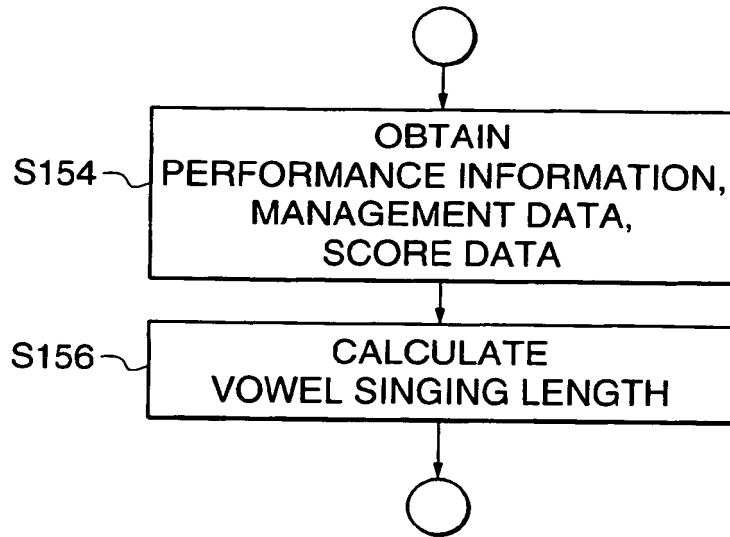 OBTAIN
S154 PERFORMANCE INFORMATION,
MANAGEMENT DATA,
SCORE DATA
S156 CALCULATE
VOWEL SINGING LENGTH